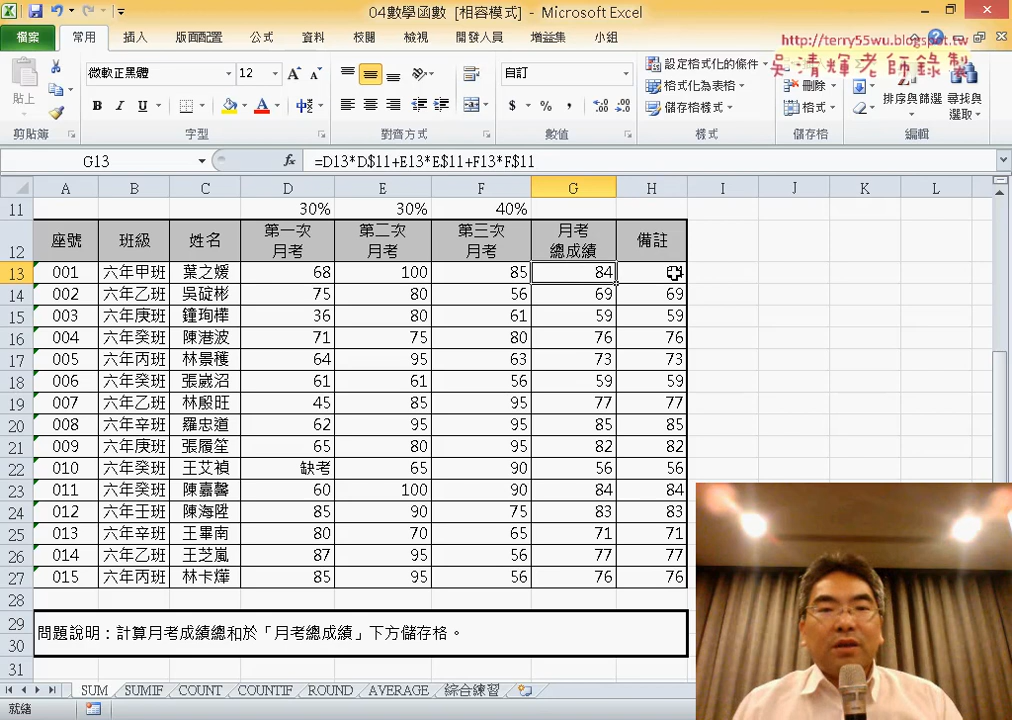 04數學函數 [相容模式] - Microsoft Excel
檔案 常用 插入 版面配置 公式 資料 校閱 檢視 開發人員 增益集 小組
http://terry55wu.blogspot.tw
吳清輝老師錄製
貼上 微軟正黑體 12 自訂 設定格式化的條件 格式化為表格 儲存格樣式 刪除 格式 排序與篩選 尋找與選取
剪貼簿 字型 對齊方式 數值 樣式 儲存格 編輯
G13 fx =D13*D$11+E13*E$11+F13*F$11
A B C D E F G H I J K L
11 30% 30% 40%
12 座號 班級 姓名 第一次月考 第二次月考 第三次月考 月考總成績 備註
13 001 六年甲班 葉之媛 68 100 85 84
14 002 六年乙班 吳碇彬 75 80 56 69 69
15 003 六年庚班 鐘珣樺 36 80 61 59 59
16 004 六年癸班 陳港波 71 75 80 76 76
17 005 六年丙班 林景穫 64 95 63 73 73
18 006 六年癸班 張嵗沼 61 61 56 59 59
19 007 六年乙班 林殷旺 45 85 95 77 77
20 008 六年辛班 羅忠道 62 95 95 85 85
21 009 六年庚班 張履笙 65 80 95 82 82
22 010 六年癸班 王艾禎 缺考 65 90 56 56
23 011 六年癸班 陳嘉馨 60 100 90 84 84
24 012 六年壬班 陳海陞 85 90 75 83 83
25 013 六年辛班 王畢南 80 70 65 71 71
26 014 六年乙班 王芝嵐 87 95 56 77 77
27 015 六年丙班 林卡燁 85 95 56 76 76
28
29 問題說明：計算月考成績總和於「月考總成績」下方儲存格。
30
31
SUM SUMIF COUNT COUNTIF ROUND AVERAGE 綜合練習
就緒